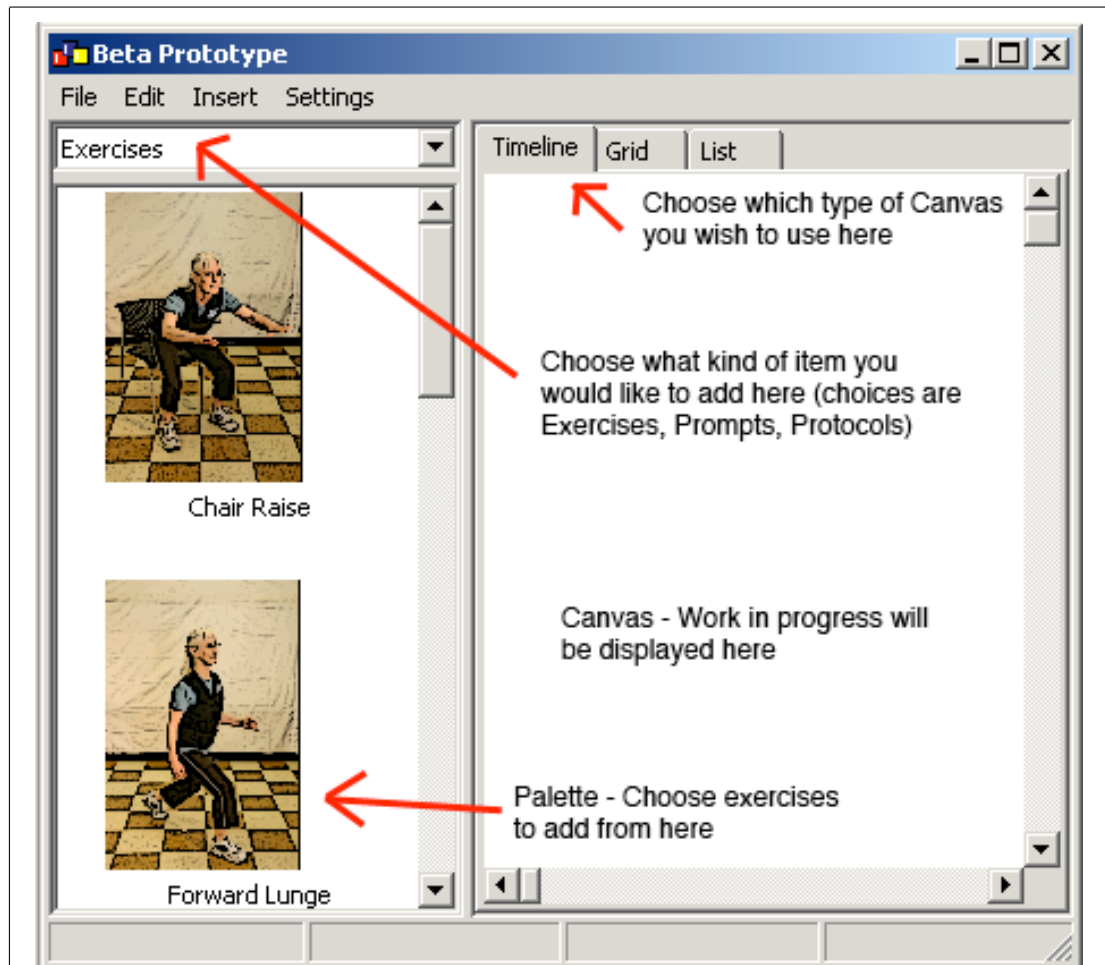 Beta Prototype
File Edit Insert Settings
Exercises
Chair Raise
Forward Lunge
Timeline Grid List
Choose which type of Canvas
you wish to use here
Choose what kind of item you
would like to add here (choices are
Exercises, Prompts, Protocols)
Canvas - Work in progress will
be displayed here
Palette - Choose exercises
to add from here